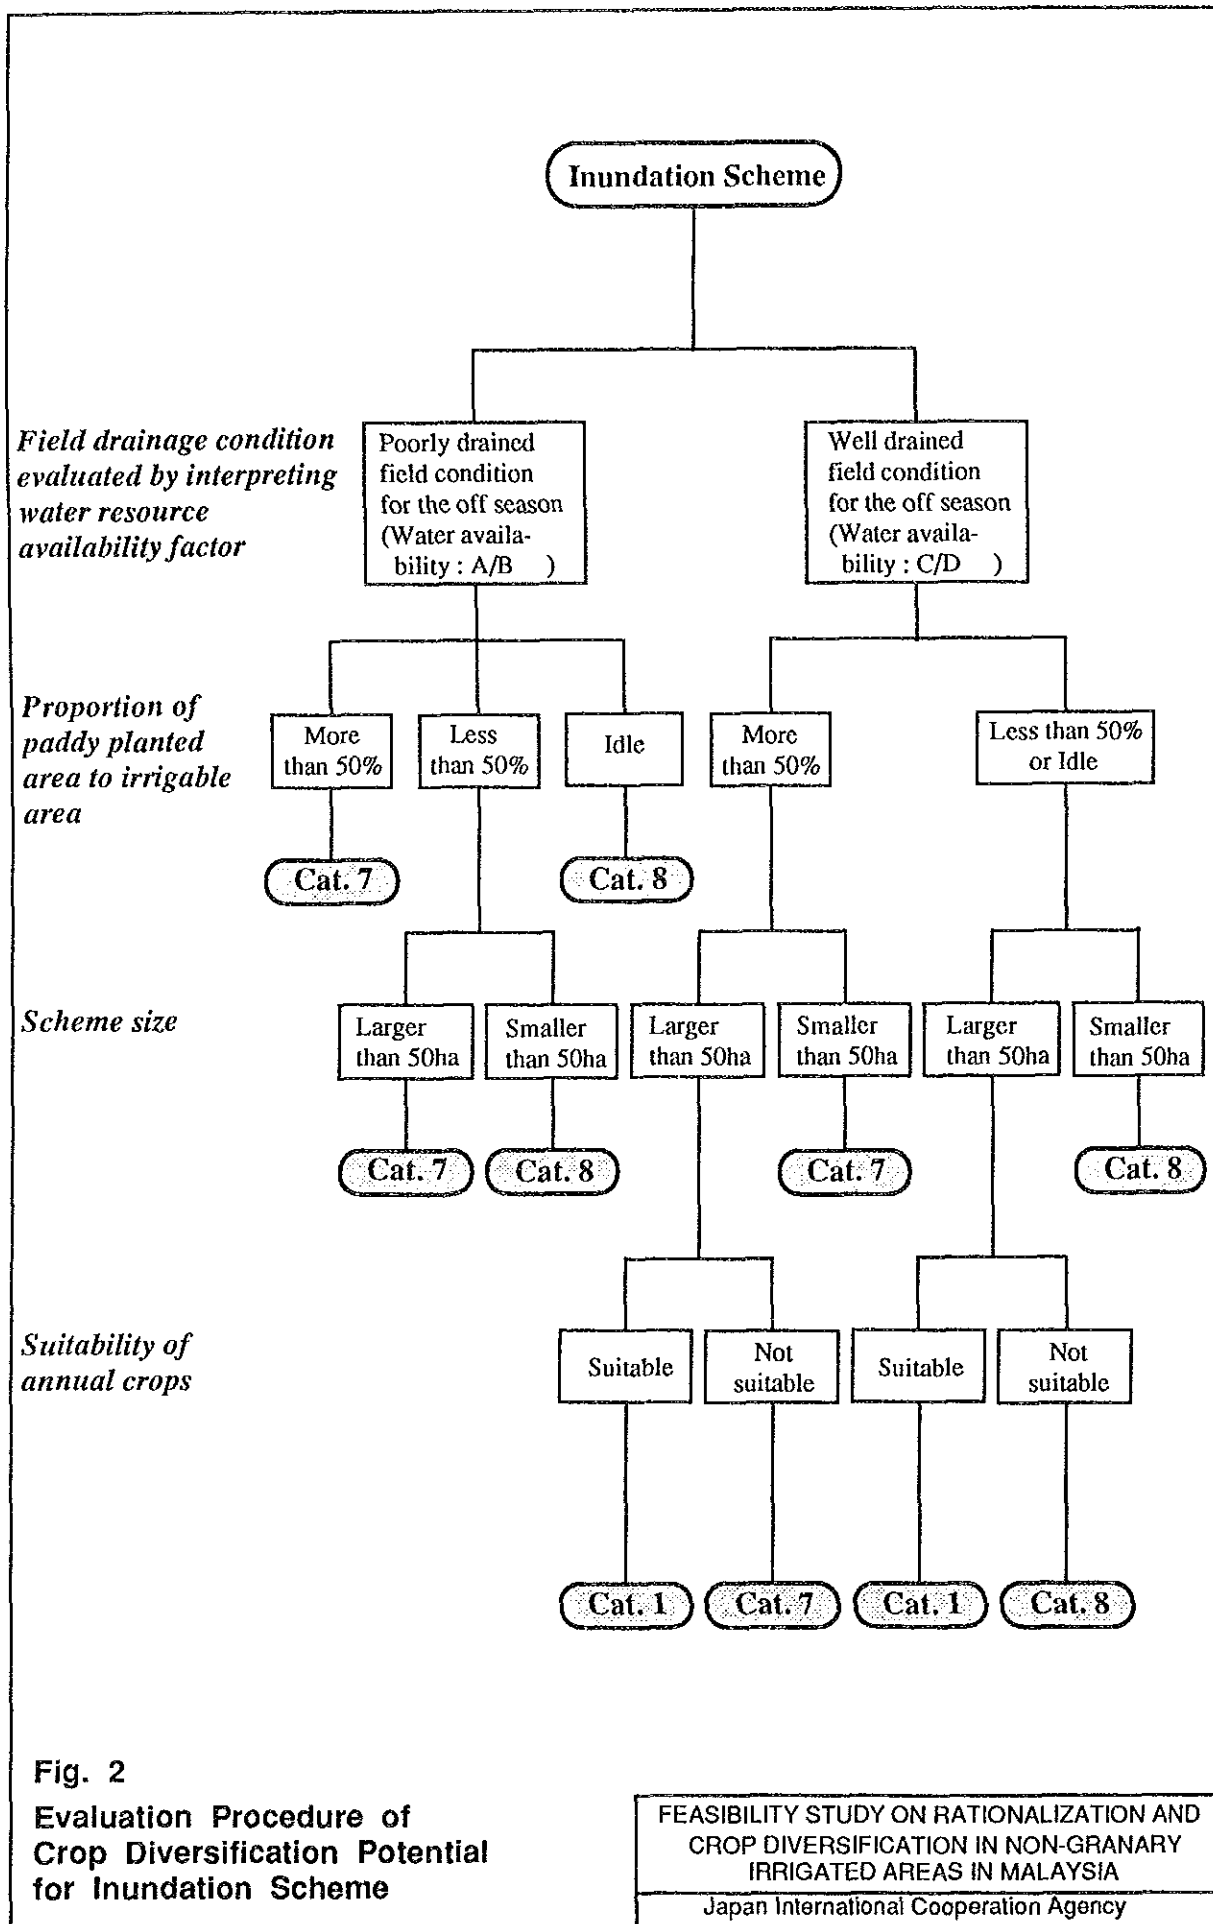 Inundation Scheme
Field drainage condition
evaluated by interpreting
water resource
availability factor
Poorly drained
field condition
for the off season
(Water availa-
bility : A/B )
Well drained
field condition
for the off season
(Water availa-
bility : C/D )
Proportion of
paddy planted
area to irrigable
area
More
than 50%
Less
than 50%
Idle
More
than 50%
Less than 50%
or Idle
Cat. 7
Cat. 8
Scheme size
Larger
than 50ha
Smaller
than 50ha
Larger
than 50ha
Smaller
than 50ha
Larger
than 50ha
Smaller
than 50ha
Cat. 7
Cat. 8
Cat. 7
Cat. 8
Suitability of
annual crops
Suitable
Not
suitable
Suitable
Not
suitable
Cat. 1
Cat. 7
Cat. 1
Cat. 8
Fig. 2
Evaluation Procedure of
Crop Diversification Potential
for Inundation Scheme
FEASIBILITY STUDY ON RATIONALIZATION AND
CROP DIVERSIFICATION IN NON-GRANARY
IRRIGATED AREAS IN MALAYSIA
Japan International Cooperation Agency